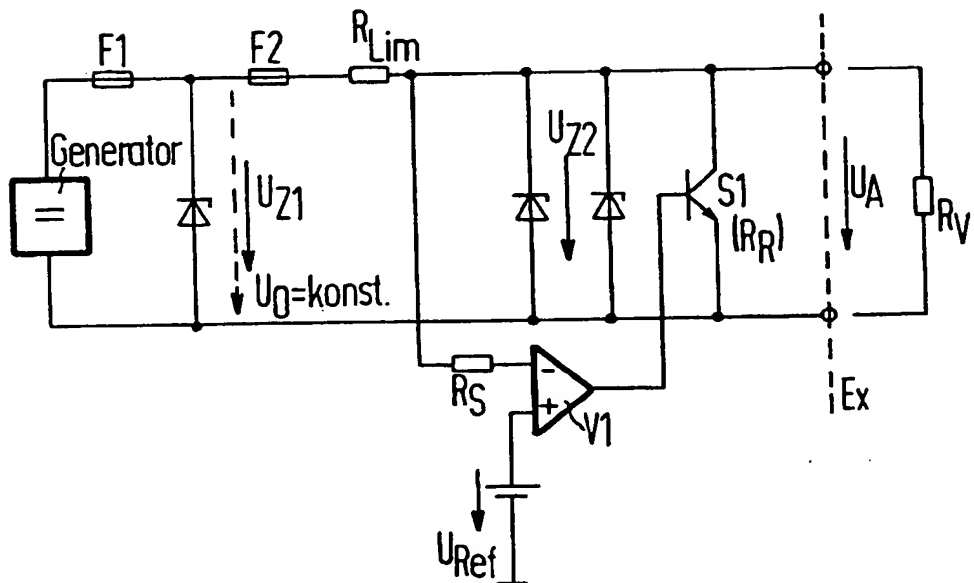 F1
F2
RLim
Generator
=
UZ1
U0=konst.
UZ2
S1
(RR)
UA
RV
RS
-
+
V1
Ex
URef